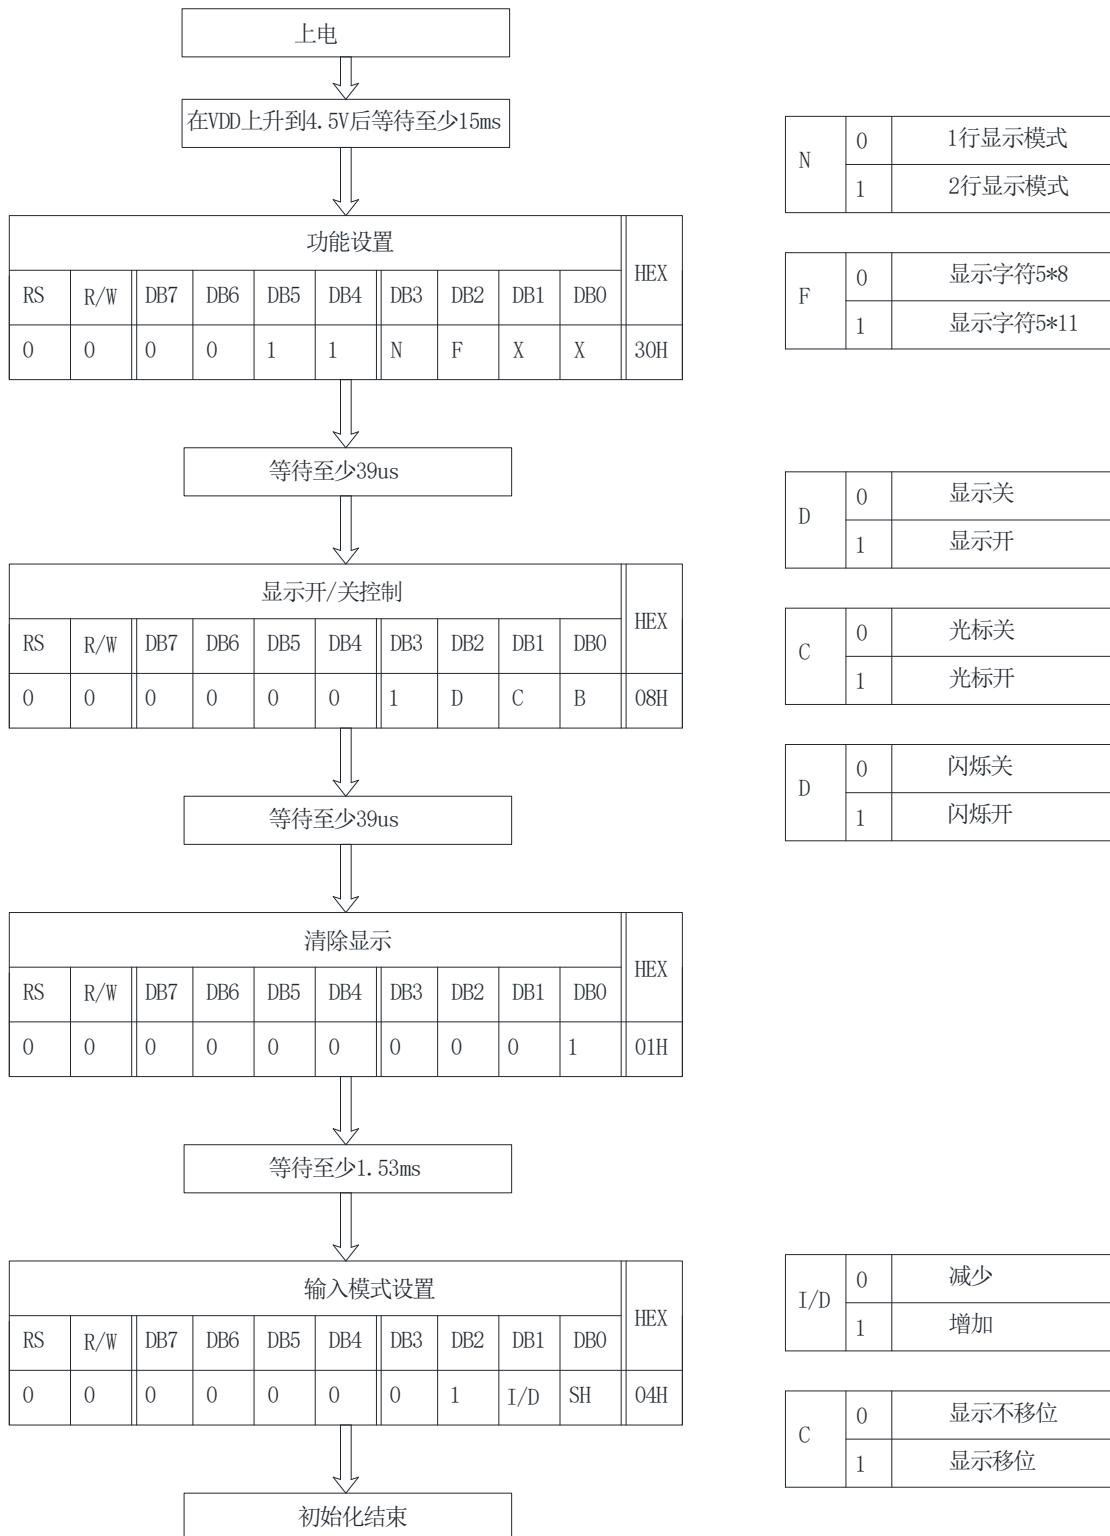 上电
在VDD上升到4.5V后等待至少15ms
功能设置 HEX
RS R/W DB7 DB6 DB5 DB4 DB3 DB2 DB1 DB0
0 0 0 0 1 1 N F X X 30H
等待至少39us
显示开/关控制 HEX
RS R/W DB7 DB6 DB5 DB4 DB3 DB2 DB1 DB0
0 0 0 0 0 0 1 D C B 08H
等待至少39us
清除显示 HEX
RS R/W DB7 DB6 DB5 DB4 DB3 DB2 DB1 DB0
0 0 0 0 0 0 0 0 0 1 01H
等待至少1.53ms
输入模式设置 HEX
RS R/W DB7 DB6 DB5 DB4 DB3 DB2 DB1 DB0
0 0 0 0 0 0 0 1 I/D SH 04H
初始化结束
N
0 1行显示模式
1 2行显示模式
F
0 显示字符5*8
1 显示字符5*11
D
0 显示关
1 显示开
C
0 光标关
1 光标开
D
0 闪烁关
1 闪烁开
I/D
0 减少
1 增加
C
0 显示不移位
1 显示移位